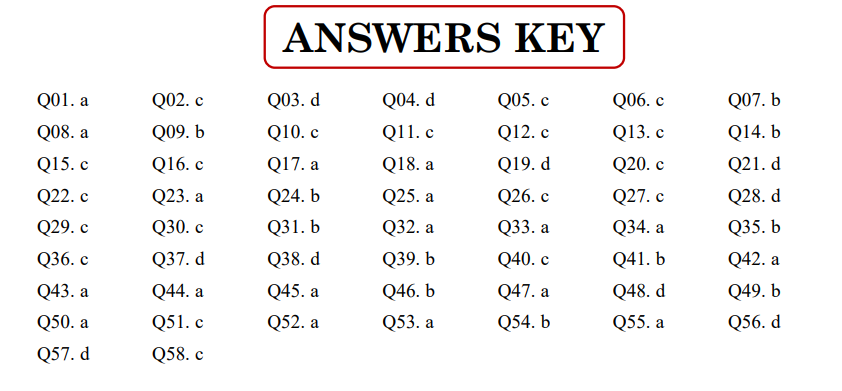 ANSWERS KEY
Q01. a Q02. c Q03. d Q04. d Q05. c Q06. c Q07. b
Q08. a Q09. b Q10. c Q11. c Q12. c Q13. c Q14. b
Q15. c Q16. c Q17. a Q18. a Q19. d Q20. c Q21. d
Q22. c Q23. a Q24. b Q25. a Q26. c Q27. c Q28. d
Q29. c Q30. c Q31. b Q32. a Q33. a Q34. a Q35. b
Q36. c Q37. d Q38. d Q39. b Q40. c Q41. b Q42. a
Q43. a Q44. a Q45. a Q46. b Q47. a Q48. d Q49. b
Q50. a Q51. c Q52. a Q53. a Q54. b Q55. a Q56. d
Q57. d Q58. c